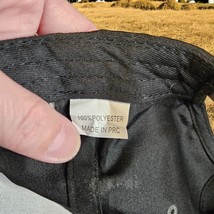 100% POLYESTER
MADE IN PRC